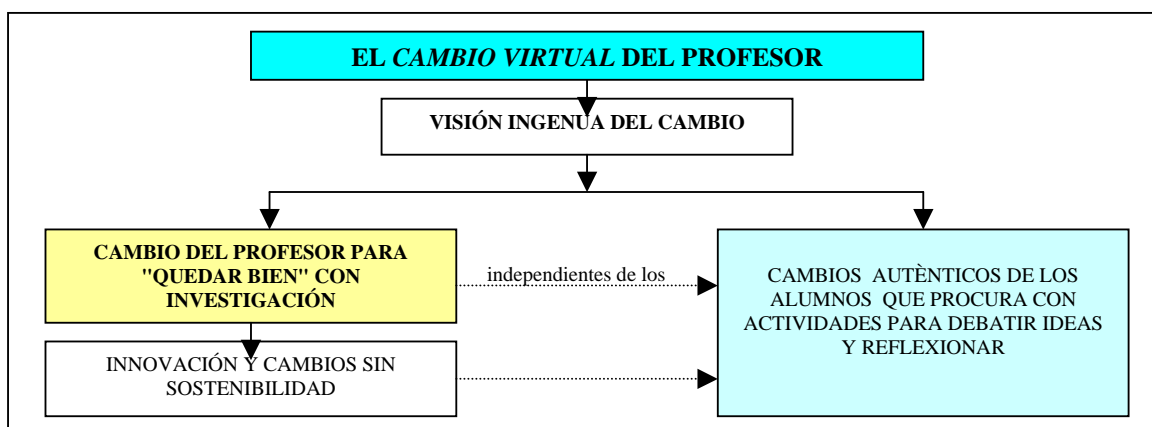 EL CAMBIO VIRTUAL DEL PROFESOR
VISIÓN INGENUA DEL CAMBIO
CAMBIO DEL PROFESOR PARA
"QUEDAR BIEN" CON
INVESTIGACIÓN
independientes de los
CAMBIOS AUTÈNTICOS DE LOS
ALUMNOS QUE PROCURA CON
ACTIVIDADES PARA DEBATIR IDEAS
Y REFLEXIONAR
INNOVACIÓN Y CAMBIOS SIN
SOSTENIBILIDAD